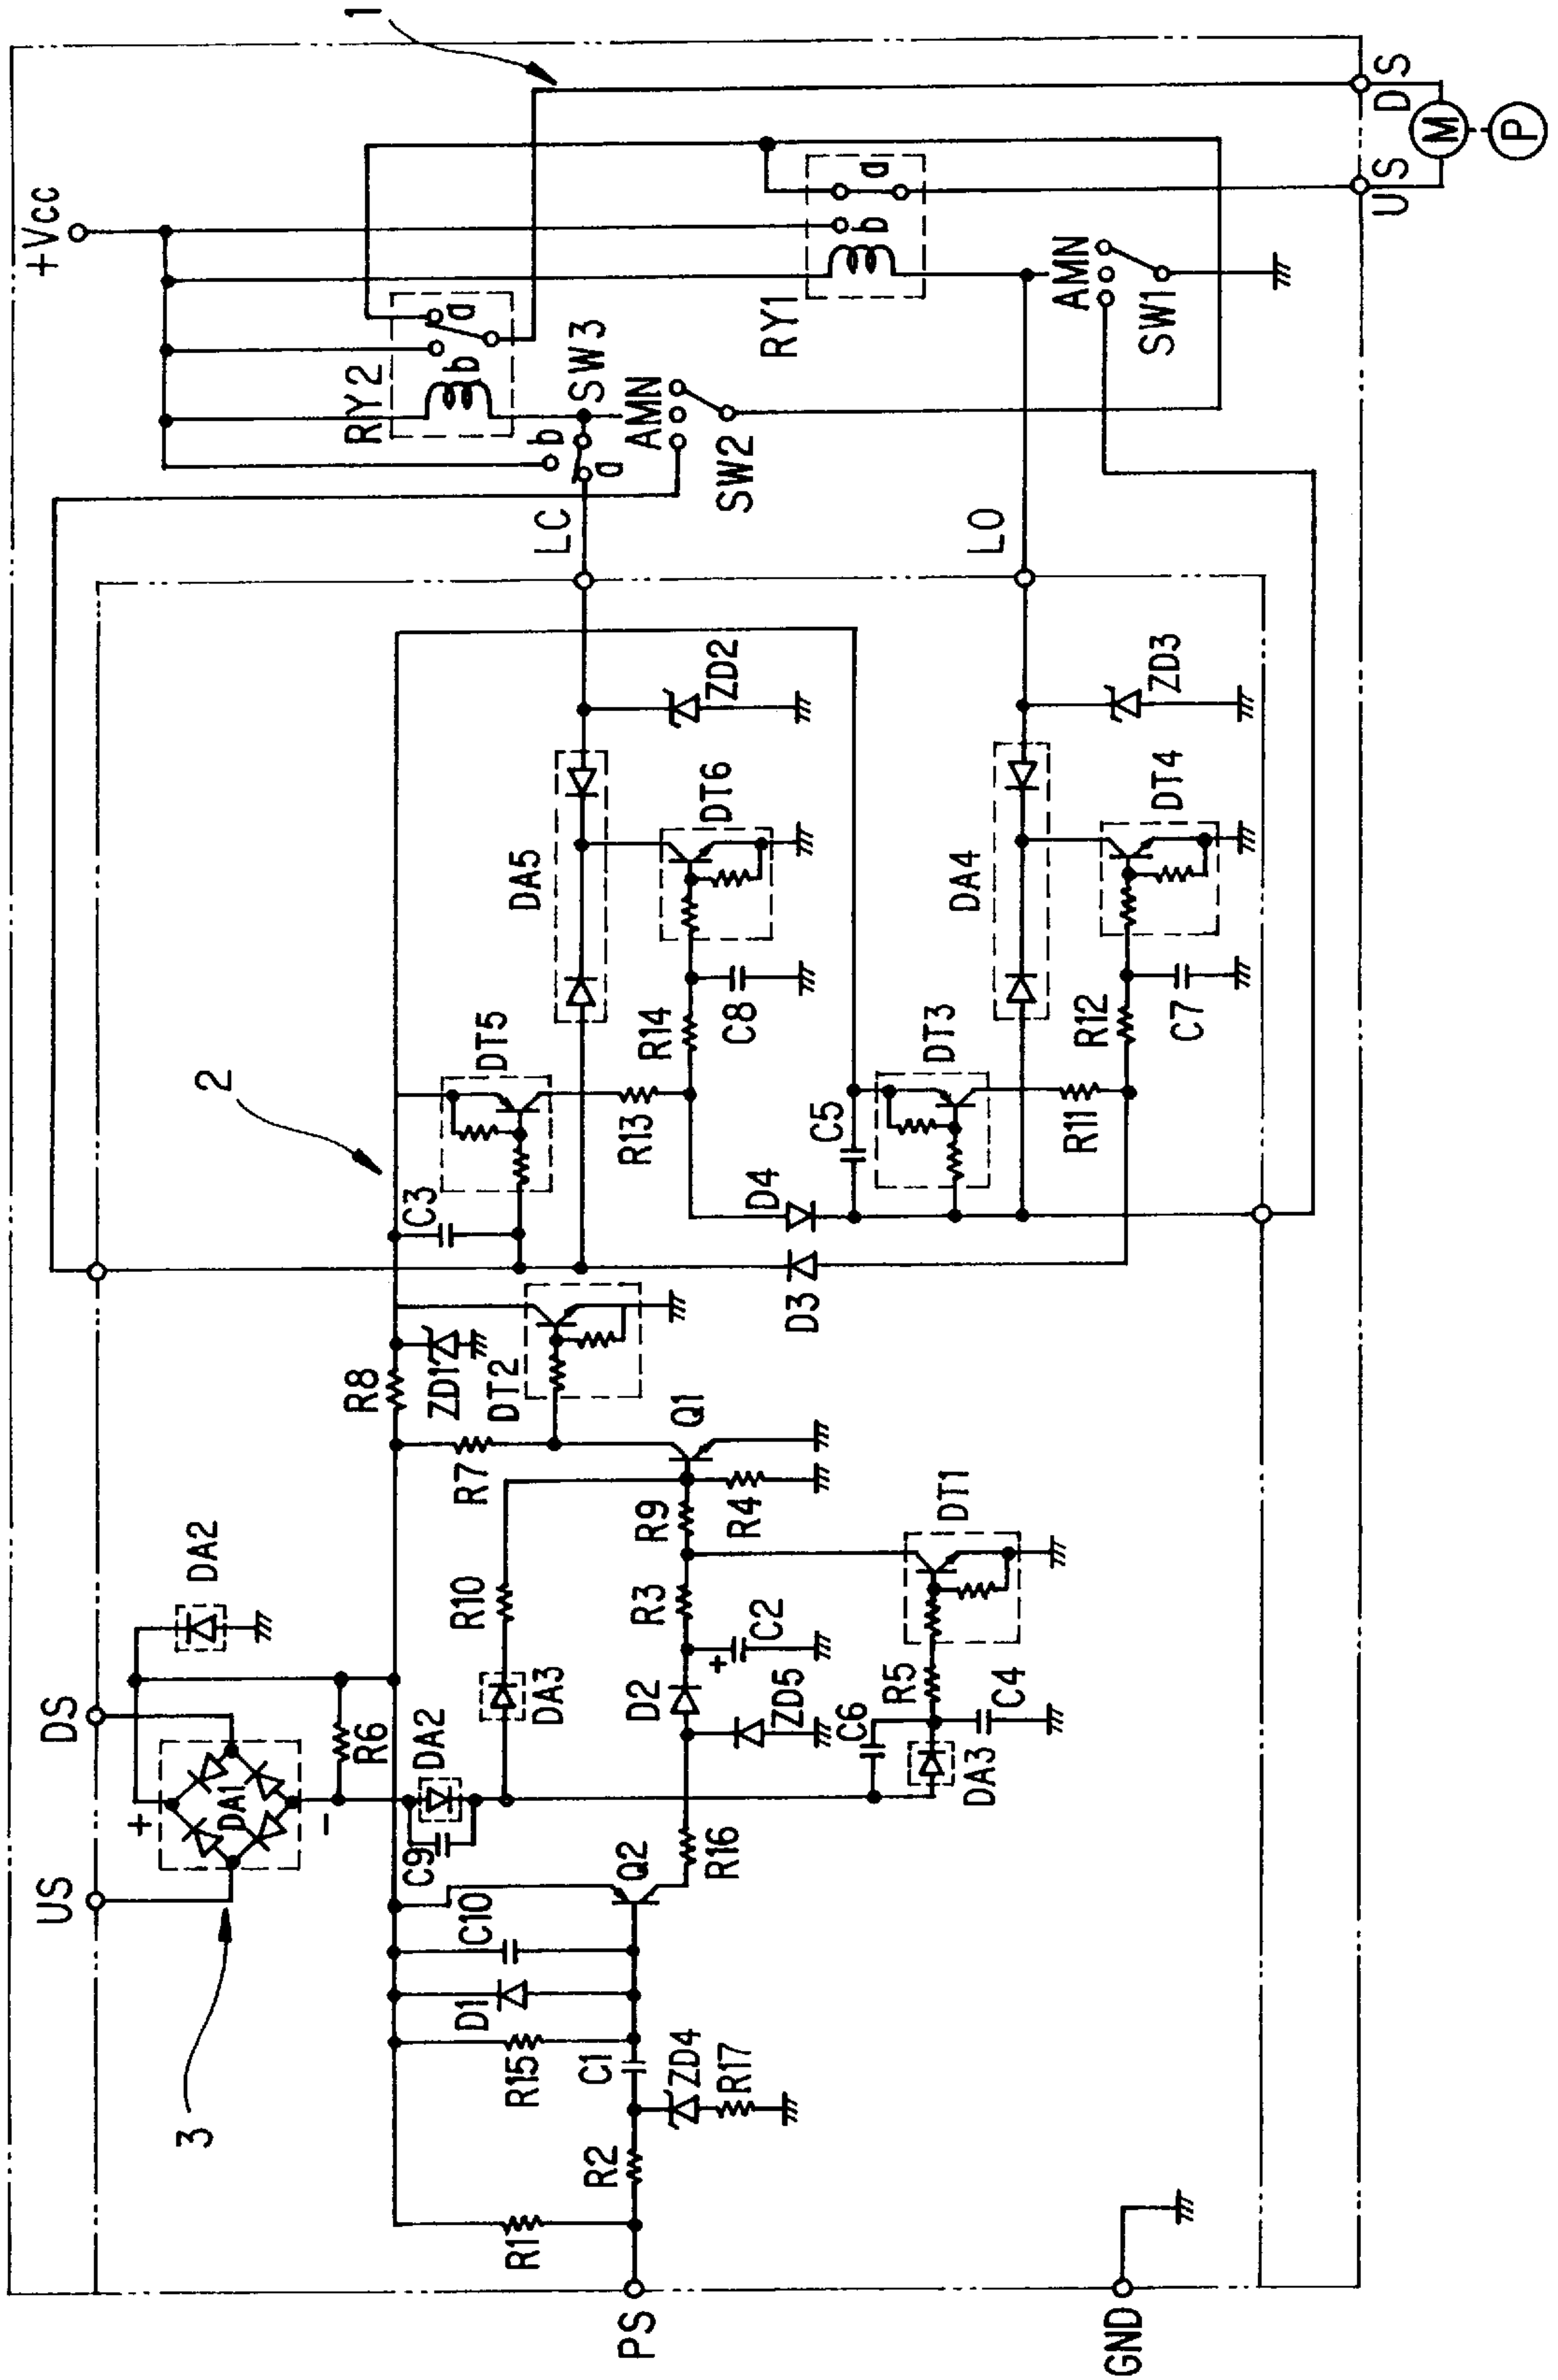 1
+Vcc
RY2
b
a
SW3
b
a
AMN
SW2
RY1
b
a
AMN
SW1
D S
U S
M
P
LC
LO
2
DT5
DA5
ZD2
DT6
R13
R14
C8
C3
C5
D4
D3
DT3
DA4
ZD3
DT4
R11
R12
C7
R8
ZD1
DT2
R7
Q1
DA2
DS
US
DA1
+
−
R6
3
DA2
C9
R10
DA3
R9
R4
R3
C2
+
D2
ZD5
DT1
R5
C6
C4
DA3
Q2
R16
C10
D1
R15
C1
ZD4
R17
R2
R1
PS
GND